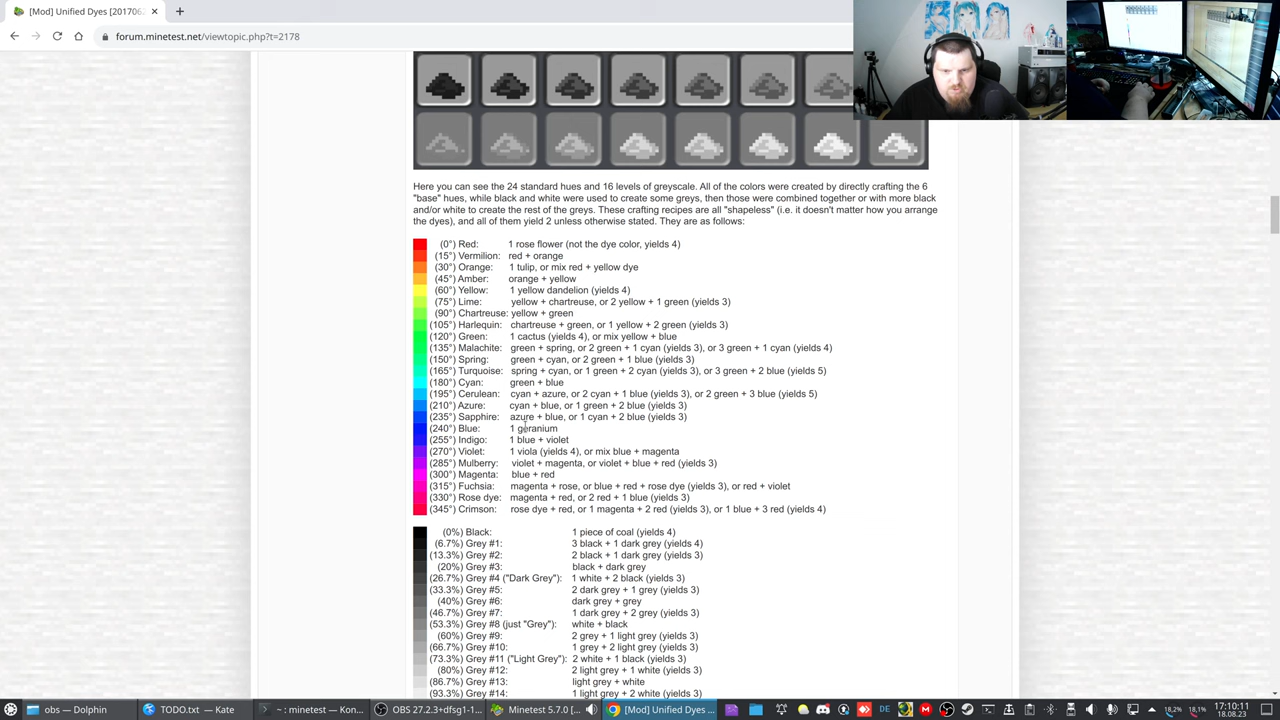 [Mod] Unified Dyes [2017062
forum.minetest.net/viewtopic.php?t=2178
Here you can see the 24 standard hues and 16 levels of greyscale. All of the colors were created by directly crafting the 6
"base" hues, while black and white were used to create some greys, then those were combined together or with more black
and/or white to create the rest of the greys. These crafting recipes are all "shapeless" (i.e. it doesn't matter how you arrange
the dyes), and all of them yield 2 unless otherwise stated. They are as follows:
(0°) Red: 1 rose flower (not the dye color, yields 4)
(15°) Vermilion: red + orange
(30°) Orange: 1 tulip, or mix red + yellow dye
(45°) Amber: orange + yellow
(60°) Yellow: 1 yellow dandelion (yields 4)
(75°) Lime: yellow + chartreuse, or 2 yellow + 1 green (yields 3)
(90°) Chartreuse: yellow + green
(105°) Harlequin: chartreuse + green, or 1 yellow + 2 green (yields 3)
(120°) Green: 1 cactus (yields 4), or mix yellow + blue
(135°) Malachite: green + spring, or 2 green + 1 cyan (yields 3), or 3 green + 1 cyan (yields 4)
(150°) Spring: green + cyan, or 2 green + 1 blue (yields 3)
(165°) Turquoise: spring + cyan, or 1 green + 2 cyan (yields 3), or 3 green + 2 blue (yields 5)
(180°) Cyan: green + blue
(195°) Cerulean: cyan + azure, or 2 cyan + 1 blue (yields 3), or 2 green + 3 blue (yields 5)
(210°) Azure: cyan + blue, or 1 green + 2 blue (yields 3)
(235°) Sapphire: azure + blue, or 1 cyan + 2 blue (yields 3)
(240°) Blue: 1 geranium
(255°) Indigo: 1 blue + violet
(270°) Violet: 1 viola (yields 4), or mix blue + magenta
(285°) Mulberry: violet + magenta, or violet + blue + red (yields 3)
(300°) Magenta: blue + red
(315°) Fuchsia: magenta + rose, or blue + red + rose dye (yields 3), or red + violet
(330°) Rose dye: magenta + red, or 2 red + 1 blue (yields 3)
(345°) Crimson: rose dye + red, or 1 magenta + 2 red (yields 3), or 1 blue + 3 red (yields 4)
(0%) Black: 1 piece of coal (yields 4)
(6.7%) Grey #1: 3 black + 1 dark grey (yields 4)
(13.3%) Grey #2: 2 black + 1 dark grey (yields 3)
(20%) Grey #3: black + dark grey
(26.7%) Grey #4 ("Dark Grey"): 1 white + 2 black (yields 3)
(33.3%) Grey #5: 2 dark grey + 1 grey (yields 3)
(40%) Grey #6: dark grey + grey
(46.7%) Grey #7: 1 dark grey + 2 grey (yields 3)
(53.3%) Grey #8 (just "Grey"): white + black
(60%) Grey #9: 2 grey + 1 light grey (yields 3)
(66.7%) Grey #10: 1 grey + 2 light grey (yields 3)
(73.3%) Grey #11 ("Light Grey"): 2 white + 1 black (yields 3)
(80%) Grey #12: 2 light grey + 1 white (yields 3)
(86.7%) Grey #13: light grey + white
(93.3%) Grey #14: 1 light grey + 2 white (yields 3)
obs — Dolphin
TODO.txt — Kate
~ : minetest — Kon...
OBS 27.2.3+dfsg1-1...
Minetest 5.7.0 [...
[Mod] Unified Dyes ...
DE
18,2%
18,1%
17:10:11
18.08.23